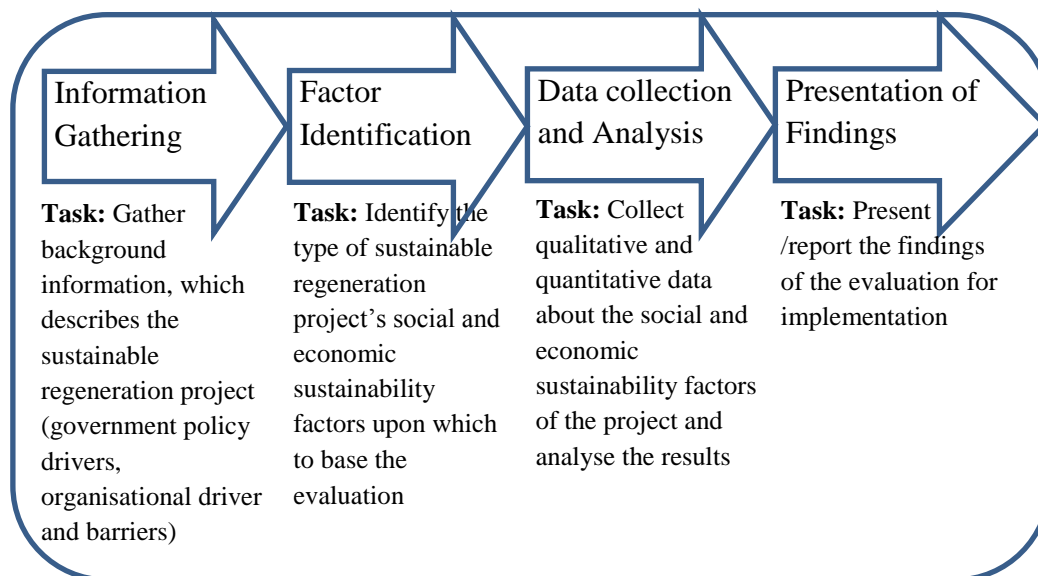 Information
Gathering
Task: Gather
background
information, which
describes the
sustainable
regeneration project
(government policy
drivers,
organisational driver
and barriers)
Factor
Identification
Task: Identify the
type of sustainable
regeneration
project’s social and
economic
sustainability
factors upon which
to base the
evaluation
Data collection
and Analysis
Task: Collect
qualitative and
quantitative data
about the social and
economic
sustainability factors
of the project and
analyse the results
Presentation of
Findings
Task: Present
/report the findings
of the evaluation for
implementation